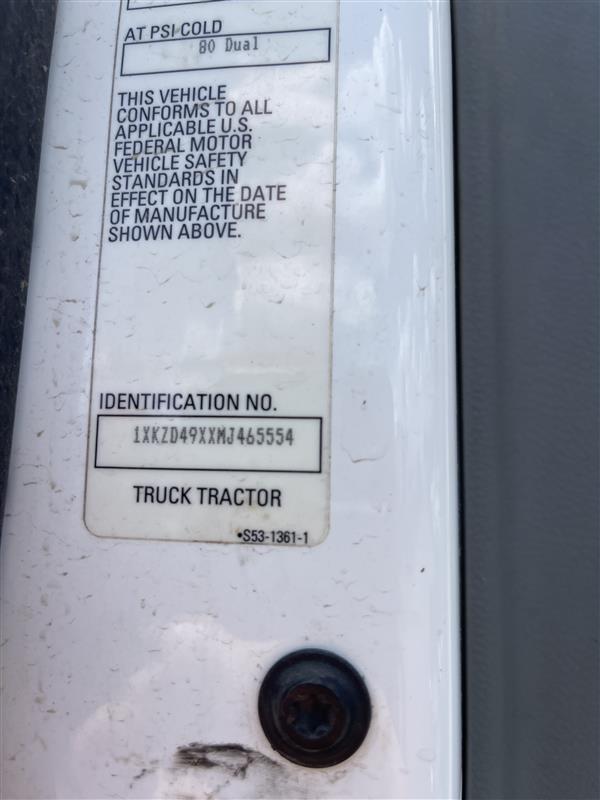 AT PSI COLD
80 Dual
THIS VEHICLE
CONFORMS TO ALL
APPLICABLE U.S.
FEDERAL MOTOR
VEHICLE SAFETY
STANDARDS IN
EFFECT ON THE DATE
OF MANUFACTURE
SHOWN ABOVE.
IDENTIFICATION NO.
1XKZD49XXMJ465554
TRUCK TRACTOR
•S53-1361-1